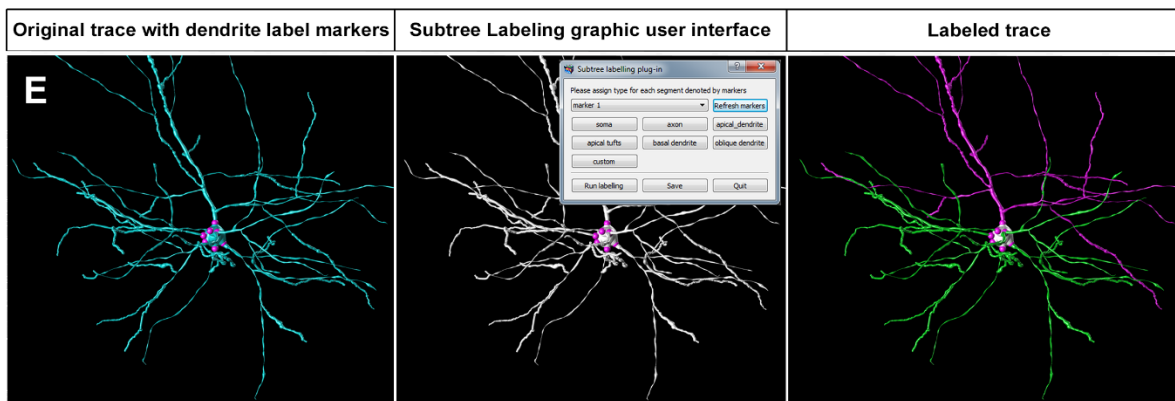 Original trace with dendrite label markers
Subtree Labeling graphic user interface
Labeled trace
E
Subtree labelling plug-in
?
x
Please assign type for each segment denoted by markers
marker 1
Refresh markers
soma
axon
apical_dendrite
apical tufts
basal dendrite
oblique dendrite
custom
Run labelling
Save
Quit